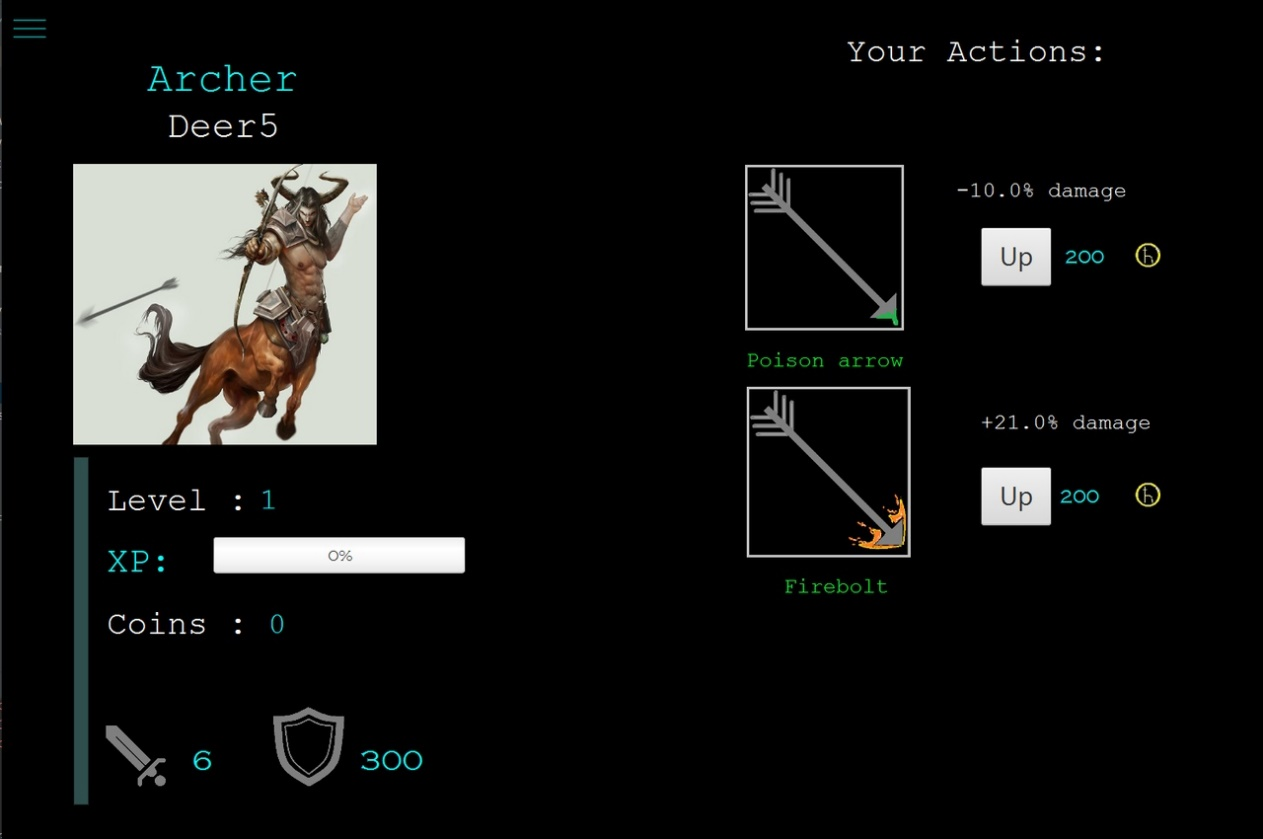 Archer
Deer5
Level : 1
XP:
0%
Coins : 0
6
300
Your Actions:
-10.0% damage
Up 200
Poison arrow
+21.0% damage
Up 200
Firebolt